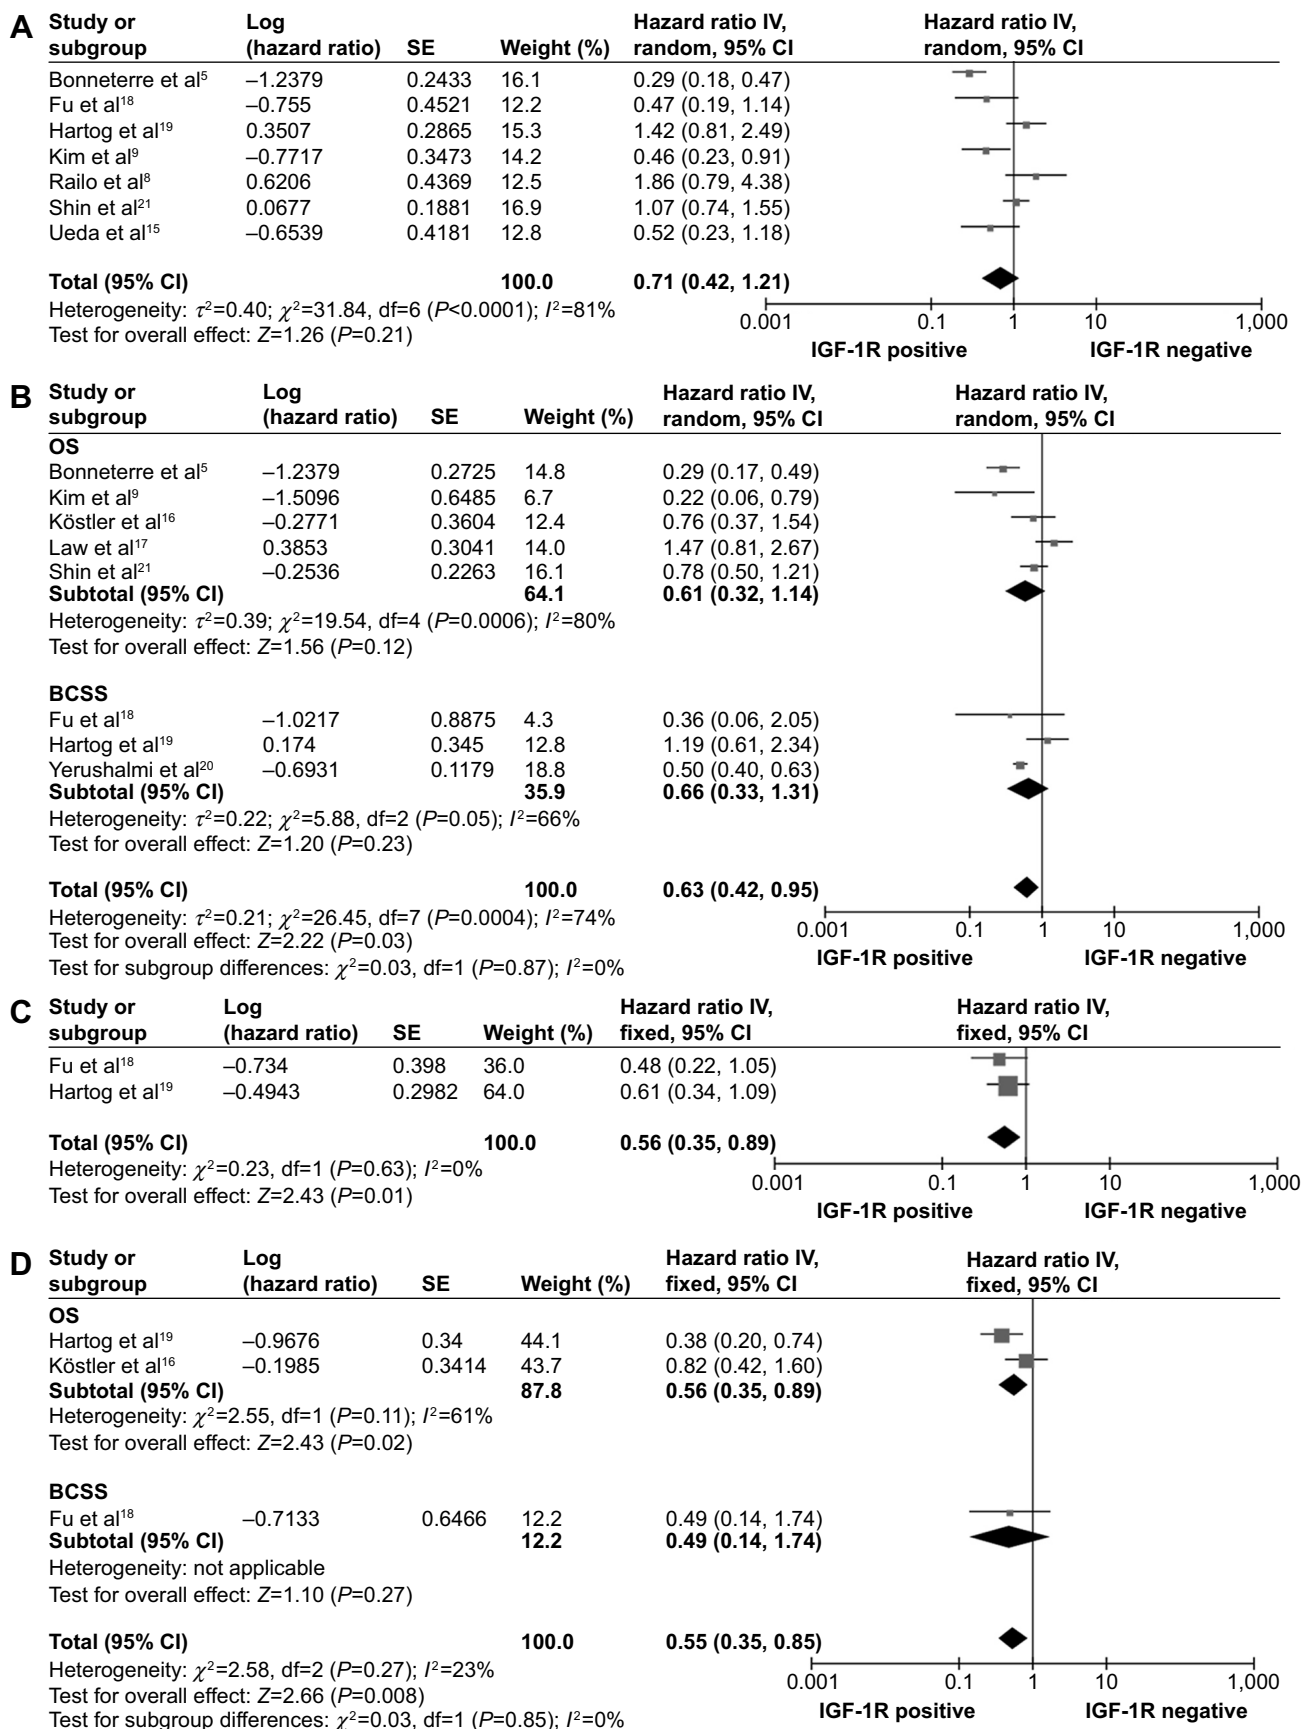 A Study or Log Hazard ratio IV, Hazard ratio IV,
subgroup (hazard ratio) SE Weight (%) random, 95% CI random, 95% CI
Bonneterre et al⁵ –1.2379 0.2433 16.1 0.29 (0.18, 0.47)
Fu et al¹⁸ –0.755 0.4521 12.2 0.47 (0.19, 1.14)
Hartog et al¹⁹ 0.3507 0.2865 15.3 1.42 (0.81, 2.49)
Kim et al⁹ –0.7717 0.3473 14.2 0.46 (0.23, 0.91)
Railo et al⁸ 0.6206 0.4369 12.5 1.86 (0.79, 4.38)
Shin et al²¹ 0.0677 0.1881 16.9 1.07 (0.74, 1.55)
Ueda et al¹⁵ –0.6539 0.4181 12.8 0.52 (0.23, 1.18)
Total (95% CI) 100.0 0.71 (0.42, 1.21)
Heterogeneity: τ²=0.40; χ²=31.84, df=6 (P<0.0001); I²=81%
Test for overall effect: Z=1.26 (P=0.21)
0.001 0.1 1 10 1,000
IGF-1R positive IGF-1R negative
B Study or Log Hazard ratio IV, Hazard ratio IV,
subgroup (hazard ratio) SE Weight (%) random, 95% CI random, 95% CI
OS
Bonneterre et al⁵ –1.2379 0.2725 14.8 0.29 (0.17, 0.49)
Kim et al⁹ –1.5096 0.6485 6.7 0.22 (0.06, 0.79)
Köstler et al¹⁶ –0.2771 0.3604 12.4 0.76 (0.37, 1.54)
Law et al¹⁷ 0.3853 0.3041 14.0 1.47 (0.81, 2.67)
Shin et al²¹ –0.2536 0.2263 16.1 0.78 (0.50, 1.21)
Subtotal (95% CI) 64.1 0.61 (0.32, 1.14)
Heterogeneity: τ²=0.39; χ²=19.54, df=4 (P=0.0006); I²=80%
Test for overall effect: Z=1.56 (P=0.12)
BCSS
Fu et al¹⁸ –1.0217 0.8875 4.3 0.36 (0.06, 2.05)
Hartog et al¹⁹ 0.174 0.345 12.8 1.19 (0.61, 2.34)
Yerushalmi et al²⁰ –0.6931 0.1179 18.8 0.50 (0.40, 0.63)
Subtotal (95% CI) 35.9 0.66 (0.33, 1.31)
Heterogeneity: τ²=0.22; χ²=5.88, df=2 (P=0.05); I²=66%
Test for overall effect: Z=1.20 (P=0.23)
Total (95% CI) 100.0 0.63 (0.42, 0.95)
Heterogeneity: τ²=0.21; χ²=26.45, df=7 (P=0.0004); I²=74%
Test for overall effect: Z=2.22 (P=0.03)
Test for subgroup differences: χ²=0.03, df=1 (P=0.87); I²=0%
0.001 0.1 1 10 1,000
IGF-1R positive IGF-1R negative
C Study or Log Hazard ratio IV, Hazard ratio IV,
subgroup (hazard ratio) SE Weight (%) fixed, 95% CI fixed, 95% CI
Fu et al¹⁸ –0.734 0.398 36.0 0.48 (0.22, 1.05)
Hartog et al¹⁹ –0.4943 0.2982 64.0 0.61 (0.34, 1.09)
Total (95% CI) 100.0 0.56 (0.35, 0.89)
Heterogeneity: χ²=0.23, df=1 (P=0.63); I²=0%
Test for overall effect: Z=2.43 (P=0.01)
0.001 0.1 1 10 1,000
IGF-1R positive IGF-1R negative
D Study or Log Hazard ratio IV, Hazard ratio IV,
subgroup (hazard ratio) SE Weight (%) fixed, 95% CI fixed, 95% CI
OS
Hartog et al¹⁹ –0.9676 0.34 44.1 0.38 (0.20, 0.74)
Köstler et al¹⁶ –0.1985 0.3414 43.7 0.82 (0.42, 1.60)
Subtotal (95% CI) 87.8 0.56 (0.35, 0.89)
Heterogeneity: χ²=2.55, df=1 (P=0.11); I²=61%
Test for overall effect: Z=2.43 (P=0.02)
BCSS
Fu et al¹⁸ –0.7133 0.6466 12.2 0.49 (0.14, 1.74)
Subtotal (95% CI) 12.2 0.49 (0.14, 1.74)
Heterogeneity: not applicable
Test for overall effect: Z=1.10 (P=0.27)
Total (95% CI) 100.0 0.55 (0.35, 0.85)
Heterogeneity: χ²=2.58, df=2 (P=0.27); I²=23%
Test for overall effect: Z=2.66 (P=0.008)
Test for subgroup differences: χ²=0.03, df=1 (P=0.85); I²=0%
0.001 0.1 1 10 1,000
IGF-1R positive IGF-1R negative